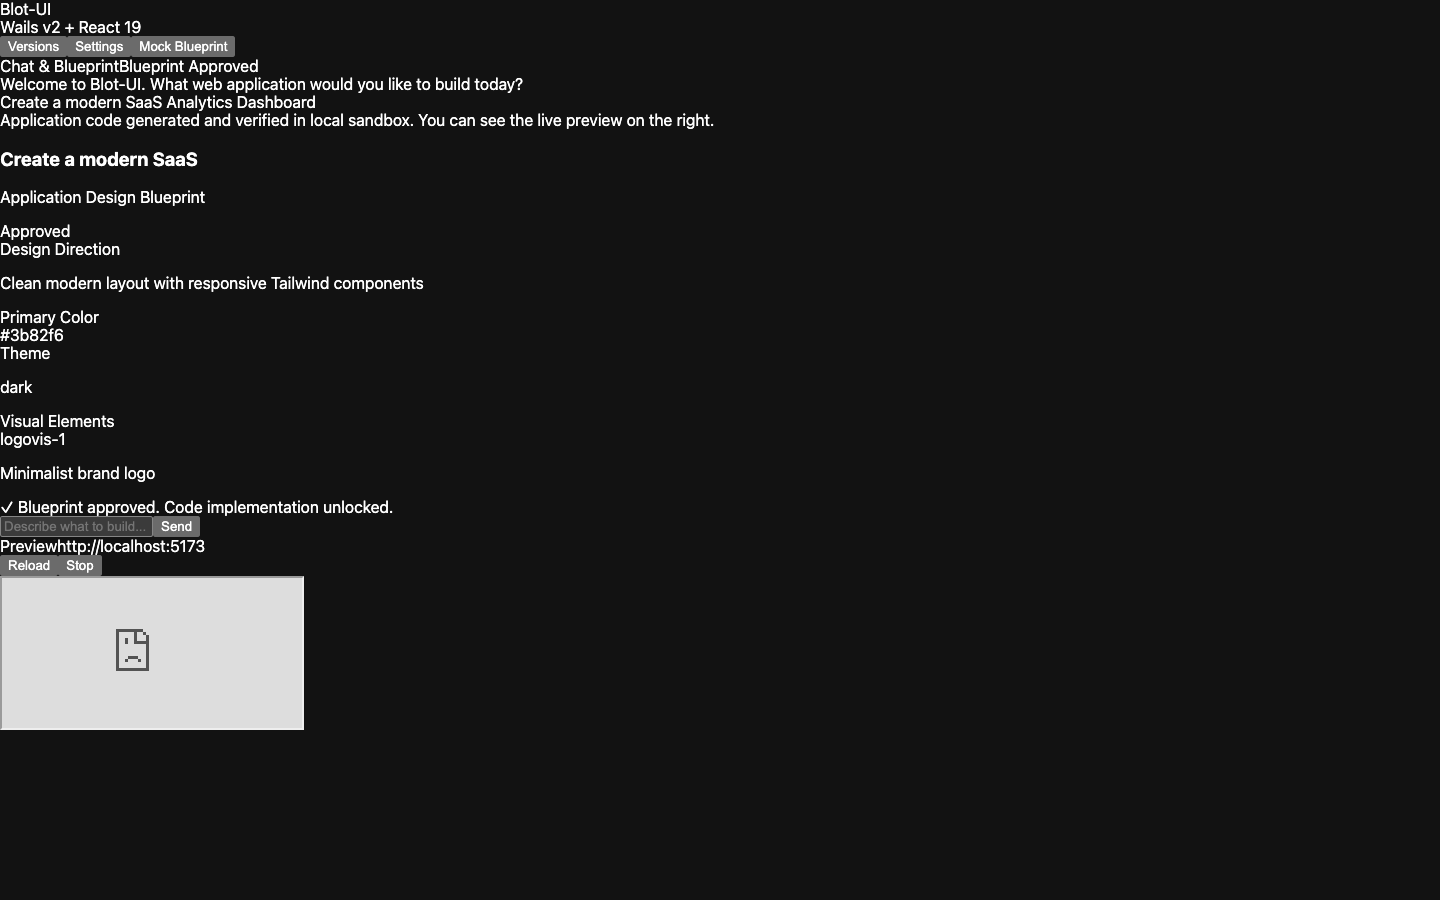 Blot-UI
Wails v2 + React 19
Versions Settings Mock Blueprint
Chat & BlueprintBlueprint Approved
Welcome to Blot-UI. What web application would you like to build today?
Create a modern SaaS Analytics Dashboard
Application code generated and verified in local sandbox. You can see the live preview on the right.
Create a modern SaaS
Application Design Blueprint
Approved
Design Direction
Clean modern layout with responsive Tailwind components
Primary Color
#3b82f6
Theme
dark
Visual Elements
logovis-1
Minimalist brand logo
✓ Blueprint approved. Code implementation unlocked.
Describe what to build... Send
Previewhttp://localhost:5173
Reload Stop